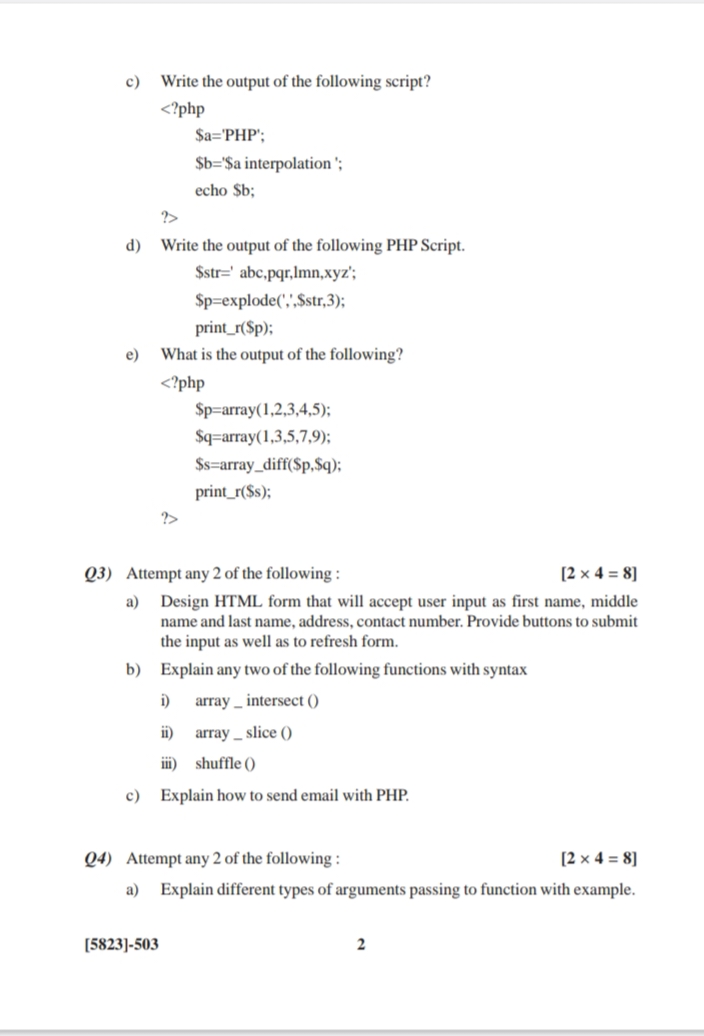 c) Write the output of the following script?
<?php
$a='PHP';
$b='$a interpolation ';
echo $b;
?>
d) Write the output of the following PHP Script.
$str=' abc,pqr,lmn,xyz';
$p=explode(',',$str,3);
print_r($p);
e) What is the output of the following?
<?php
$p=array(1,2,3,4,5);
$q=array(1,3,5,7,9);
$s=array_diff($p,$q);
print_r($s);
?>
Q3) Attempt any 2 of the following : [2 × 4 = 8]
a) Design HTML form that will accept user input as first name, middle
name and last name, address, contact number. Provide buttons to submit
the input as well as to refresh form.
b) Explain any two of the following functions with syntax
i) array _ intersect ()
ii) array _ slice ()
iii) shuffle ()
c) Explain how to send email with PHP.
Q4) Attempt any 2 of the following : [2 × 4 = 8]
a) Explain different types of arguments passing to function with example.
[5823]-503 2